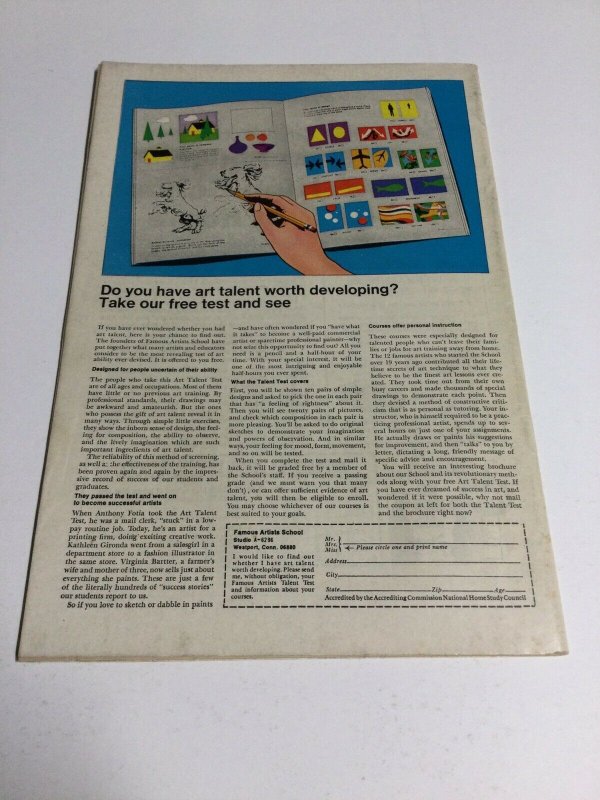 Do you have art talent worth developing?
Take our free test and see
If you have ever wondered whether you had
art talent, here is your chance to find out.
The founders of Famous Artists School have
put together what many artists and educators
consider to be the most revealing test of art
ability ever devised. It is offered to you free.
Designed for people uncertain of their ability
The people who take this Art Talent Test
are of all ages and occupations. Most of them
have little or no previous art training. By
professional standards, their drawings may
be awkward and amateurish. But the ones
who possess the gift of art talent reveal it in
many ways. Through simple little exercises,
they show the inborn sense of design, the feel-
ing for composition, the ability to observe,
and the lively imagination which are such
important ingredients of art talent.
The reliability of this method of screening,
as well as the effectiveness of the training, has
been proven again and again by the impres-
sive record of success of our students and
graduates.
They passed the test and went on
to become successful artists
When Anthony Fotia took the Art Talent
Test, he was a mail clerk, "stuck" in a low-
pay routine job. Today, he's an artist for a
printing firm, doing exciting creative work.
Kathleen Gironda went from a salesgirl in a
department store to a fashion illustrator in
the same store. Virginia Bartter, a farmer's
wife and mother of three, now sells just about
everything she paints. These are just a few
of the literally hundreds of "success stories"
our students report to us.
So if you love to sketch or dabble in paints
—and have often wondered if you "have what
it takes" to become a well-paid commercial
artist or sparetime professional painter—why
not seize this opportunity to find out? All you
need is a pencil and a half-hour of your
time. With your special interest, it will be
one of the most intriguing and enjoyable
half-hours you ever spent.
What the Talent Test covers
First, you will be shown ten pairs of simple
designs and asked to pick the one in each pair
that has "a feeling of rightness" about it.
Then you will see twenty pairs of pictures,
and check which composition in each pair is
more pleasing. You'll be asked to do original
sketches to demonstrate your imagination
and powers of observation. And in similar
ways, your feeling for mood, form, movement,
and so on will be tested.
When you complete the test and mail it
back, it will be graded free by a member of
the School's staff. If you receive a passing
grade (and we must warn you that many
don't), or can offer sufficient evidence of art
talent, you will then be eligible to enroll.
You may choose whichever of our courses is
best suited to your goals.
Courses offer personal instruction
These courses were especially designed for
talented people who can't leave their fami-
lies or jobs for art training away from home.
The 12 famous artists who started the School
over 19 years ago contributed all their life-
time secrets of art technique to what they
believe to be the finest art lessons ever cre-
ated. They took time out from their own
busy careers and made thousands of special
drawings to demonstrate each point. Then
they devised a method of constructive criti-
cism that is as personal as tutoring. Your in-
structor, who is himself required to be a prac-
ticing professional artist, spends up to sev-
eral hours on just one of your assignments.
He actually draws or paints his suggestions
for improvement, and then "talks" to you by
letter, dictating a long, friendly message of
specific advice and encouragement.
You will receive an interesting brochure
about our School and its revolutionary meth-
ods along with your free Art Talent Test. If
you have ever dreamed of success in art, and
wondered if it were possible, why not mail
the coupon at left for both the Talent Test
and the brochure right now?
Famous Artists School
Studio
Westport, Conn. 06880
I would like to find out
whether I have art talent
worth developing. Please send
me, without obligation, your
Famous Artists Talent Test
and information about your
courses.
Mr.
Mrs.
Miss Please circle one and print name
Address
City
State Zip Age
Accredited by the Accrediting Commission National Home Study Council